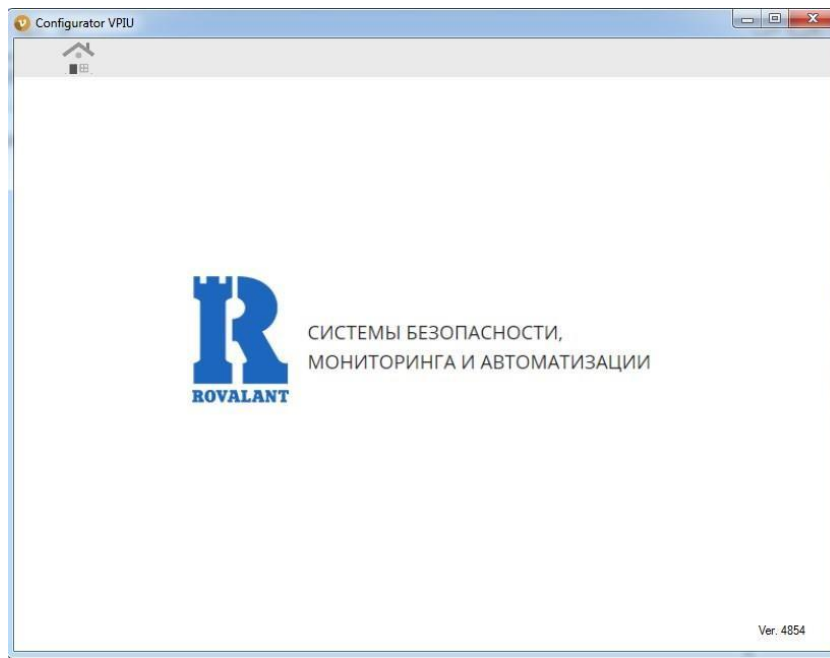 Configurator VPIU
СИСТЕМЫ БЕЗОПАСНОСТИ,
МОНИТОРИНГА И АВТОМАТИЗАЦИИ
ROVALANT
Ver. 4854